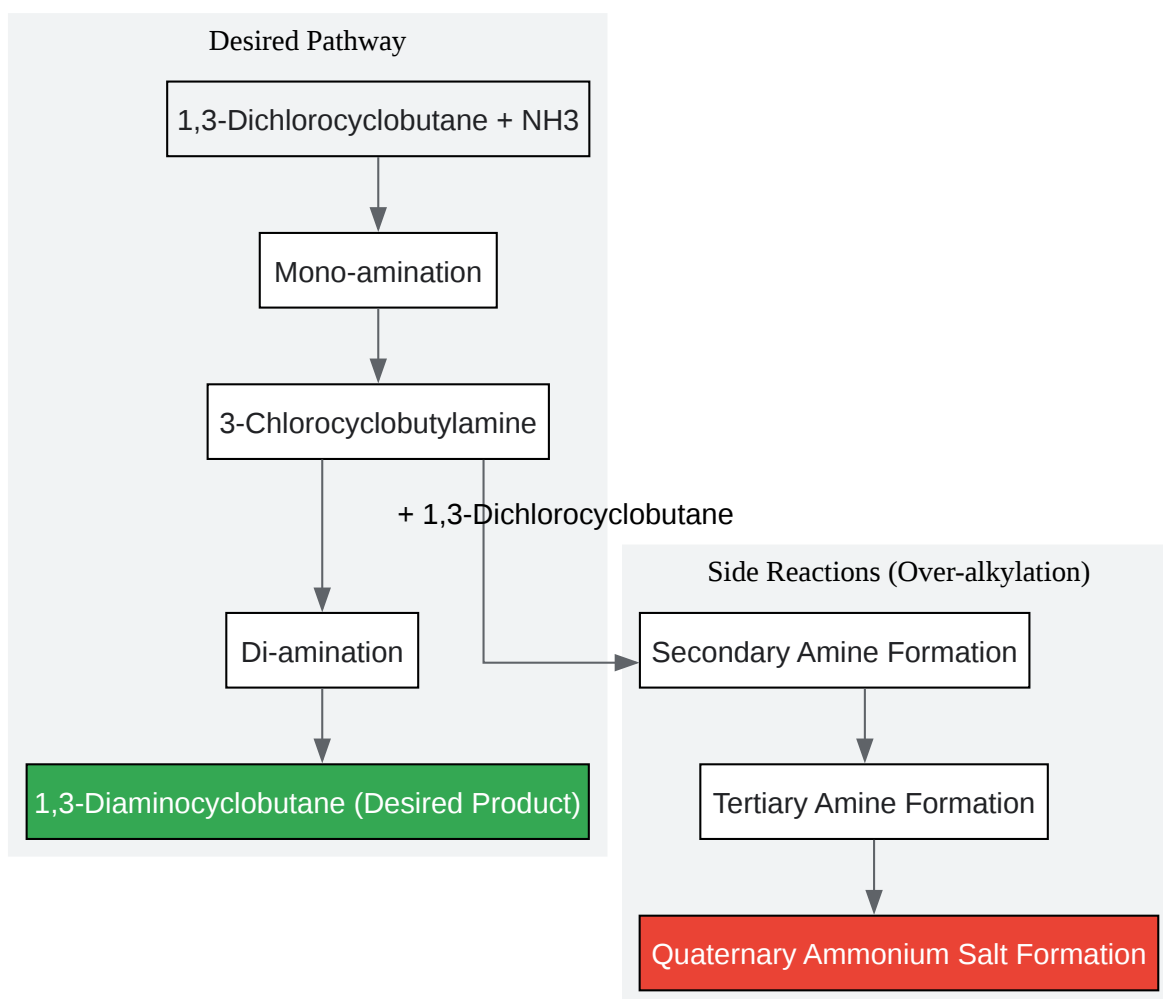 Desired Pathway
1,3-Dichlorocyclobutane + NH3
Mono-amination
3-Chlorocyclobutylamine
+ 1,3-Dichlorocyclobutane
Di-amination
1,3-Diaminocyclobutane (Desired Product)
Side Reactions (Over-alkylation)
Secondary Amine Formation
Tertiary Amine Formation
Quaternary Ammonium Salt Formation